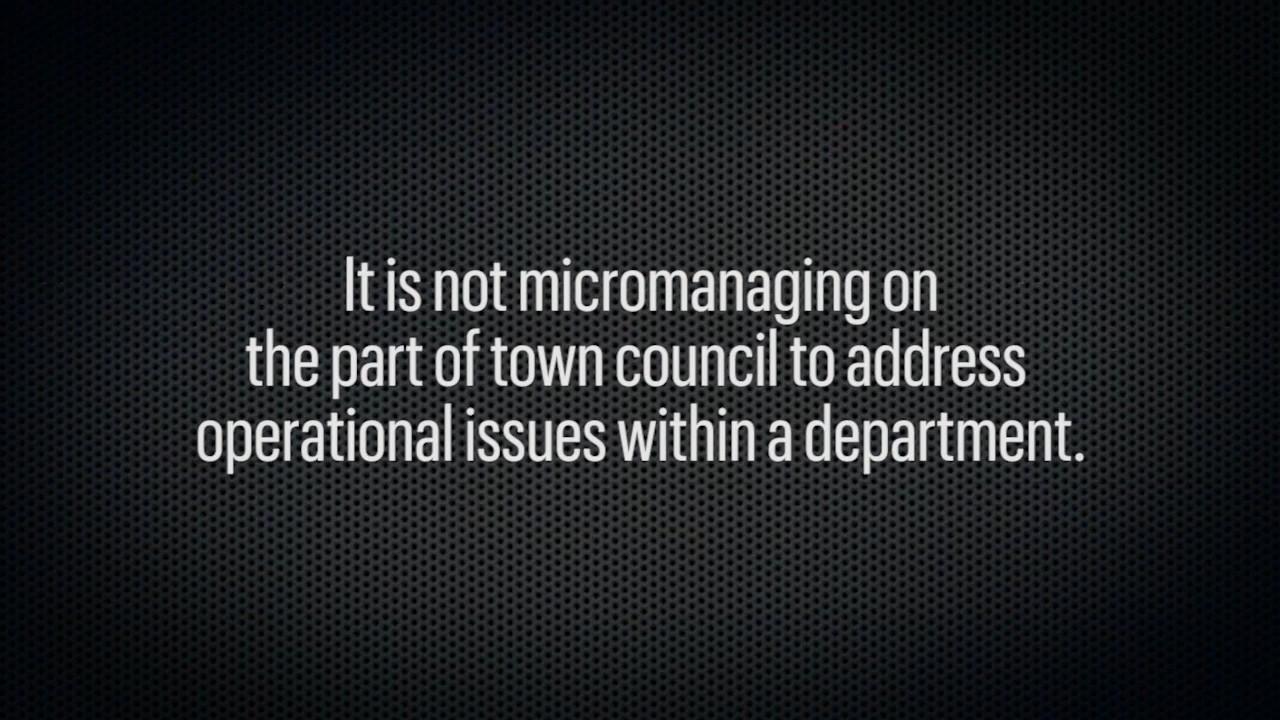 It is not micromanaging on
the part of town council to address
operational issues within a department.